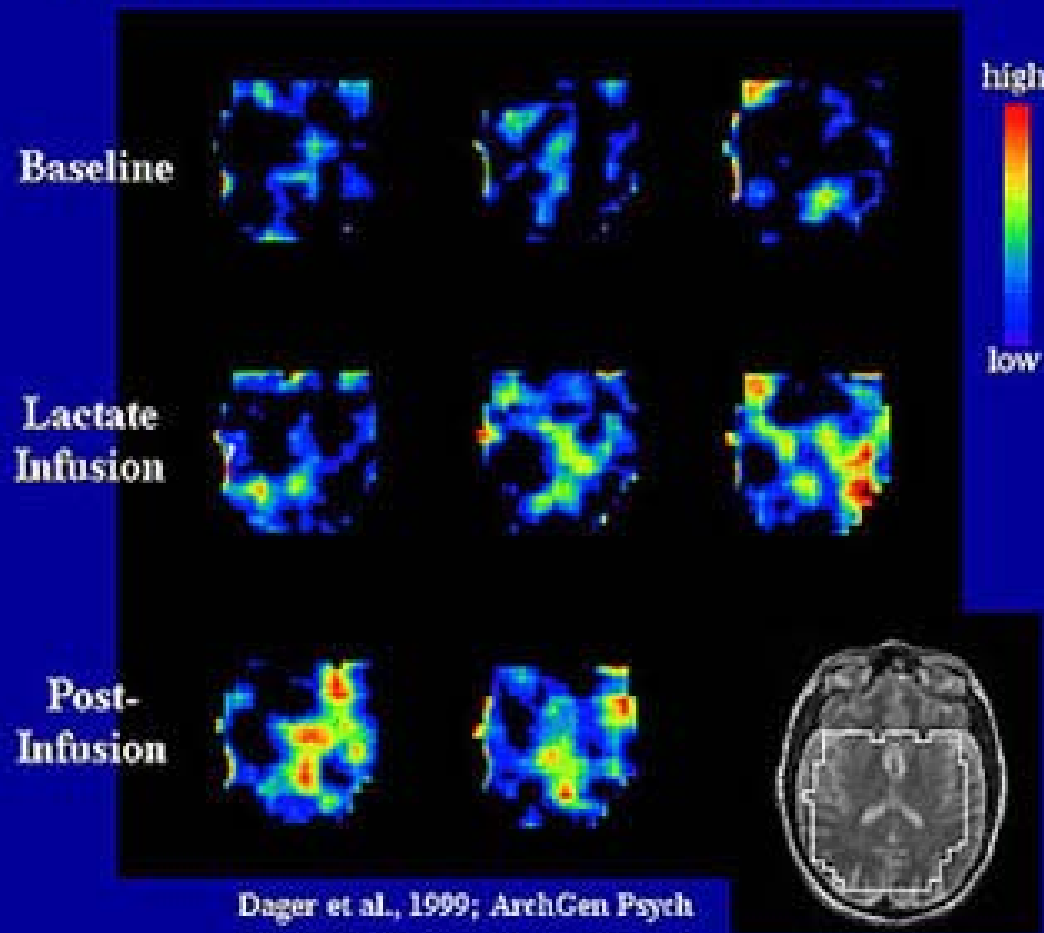 high
Baseline
low
Lactate
Infusion
Post-
Infusion
Dager et al., 1999; ArchGen Psych